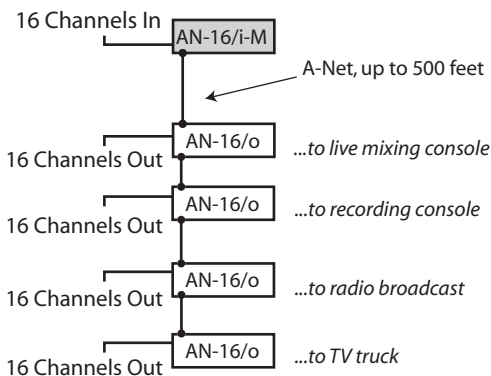 16 Channels In
AN-16/i-M
A-Net, up to 500 feet
AN-16/o
...to live mixing console
16 Channels Out
AN-16/o
...to recording console
16 Channels Out
AN-16/o
...to radio broadcast
16 Channels Out
AN-16/o
...to TV truck
16 Channels Out